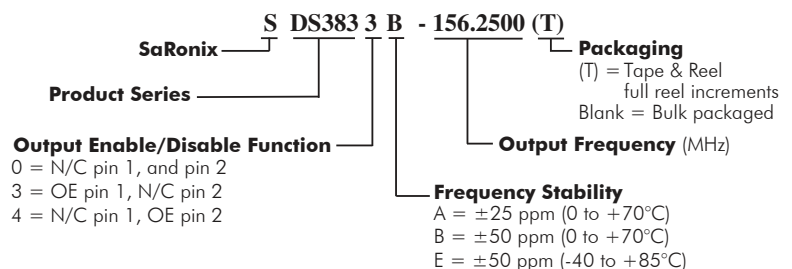 S DS383 3 B - 156.2500 (T)
SaRonix
Product Series
Output Enable/Disable Function
0 = N/C pin 1, and pin 2
3 = OE pin 1, N/C pin 2
4 = N/C pin 1, OE pin 2
Packaging
(T) = Tape & Reel
full reel increments
Blank = Bulk packaged
Output Frequency (MHz)
Frequency Stability
A = ±25 ppm (0 to +70°C)
B = ±50 ppm (0 to +70°C)
E = ±50 ppm (-40 to +85°C)